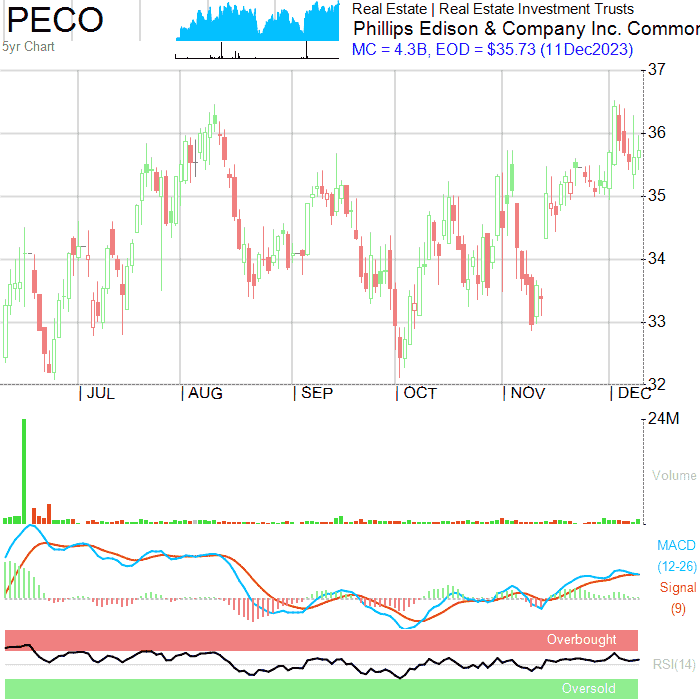 PECO
5yr Chart
Real Estate | Real Estate Investment Trusts
Phillips Edison & Company Inc. Common
MC = 4.3B, EOD = $35.73 (11Dec2023)
37
36
35
34
33
32
| JUL | AUG | SEP | OCT | NOV | DEC
24M
Volume
MACD
(12-26)
Signal
(9)
Overbought
RSI(14)
Oversold